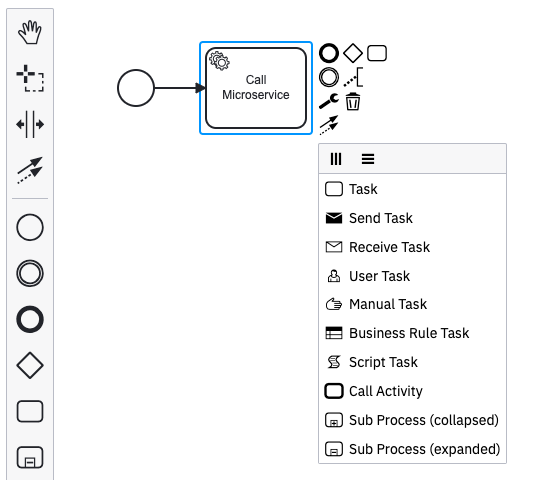 Call
Microservice
Task
Send Task
Receive Task
User Task
Manual Task
Business Rule Task
Script Task
Call Activity
Sub Process (collapsed)
Sub Process (expanded)